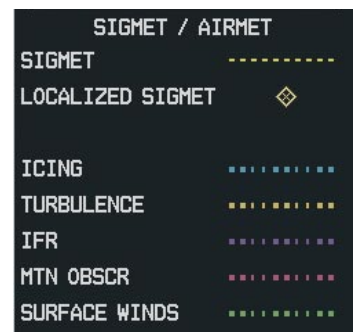 SIGMET / AIRMET
SIGMET
LOCALIZED SIGMET
ICING
TURBULENCE
IFR
MTN OBSCR
SURFACE WINDS